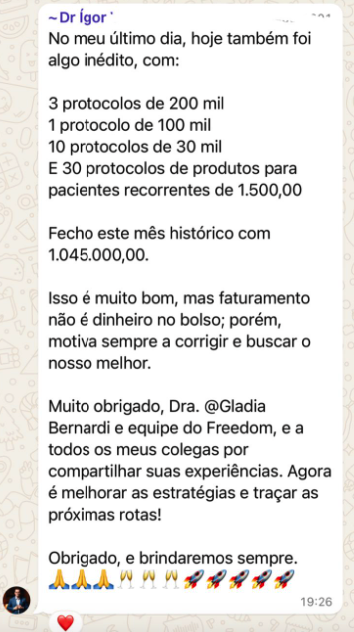 ~ Dr Ígor
No meu último dia, hoje também foi
algo inédito, com:
3 protocolos de 200 mil
1 protocolo de 100 mil
10 protocolos de 30 mil
E 30 protocolos de produtos para
pacientes recorrentes de 1.500,00
Fecho este mês histórico com
1.045.000,00.
Isso é muito bom, mas faturamento
não é dinheiro no bolso; porém,
motiva sempre a corrigir e buscar o
nosso melhor.
Muito obrigado, Dra. @Gladia
Bernardi e equipe do Freedom, e a
todos os meus colegas por
compartilhar suas experiências. Agora
é melhorar as estratégias e traçar as
próximas rotas!
Obrigado, e brindaremos sempre.
🙏🙏🙏🥂🥂🥂🚀🚀🚀🚀🚀
19:26
❤️